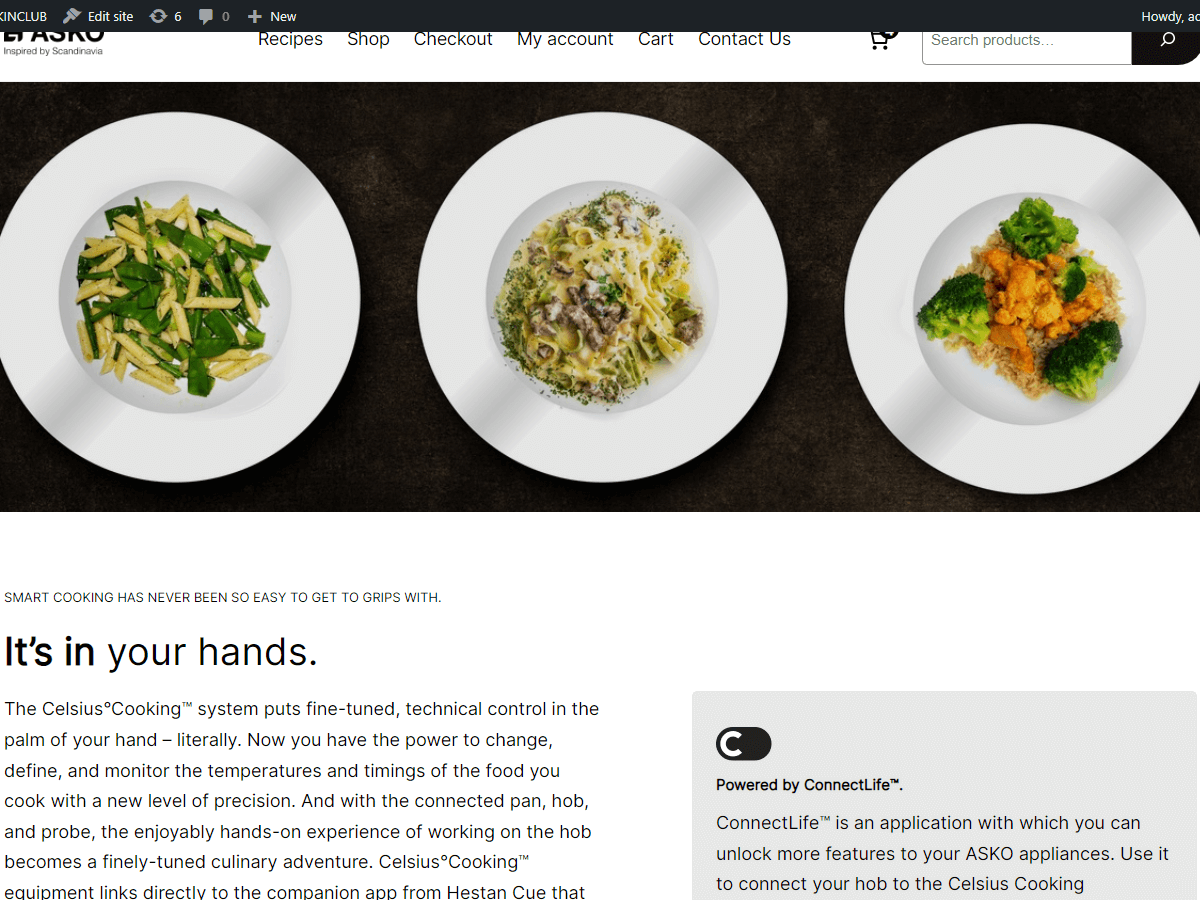 KINCLUB Edit site 6 0 New Howdy, ac
ASKO
Inspired by Scandinavia
Recipes Shop Checkout My account Cart Contact Us Search products…
SMART COOKING HAS NEVER BEEN SO EASY TO GET TO GRIPS WITH.
It’s in your hands.
The Celsius°Cooking™ system puts fine-tuned, technical control in the
palm of your hand – literally. Now you have the power to change,
define, and monitor the temperatures and timings of the food you
cook with a new level of precision. And with the connected pan, hob,
and probe, the enjoyably hands-on experience of working on the hob
becomes a finely-tuned culinary adventure. Celsius°Cooking™
equipment links directly to the companion app from Hestan Cue that
Powered by ConnectLife™.
ConnectLife™ is an application with which you can
unlock more features to your ASKO appliances. Use it
to connect your hob to the Celsius Cooking